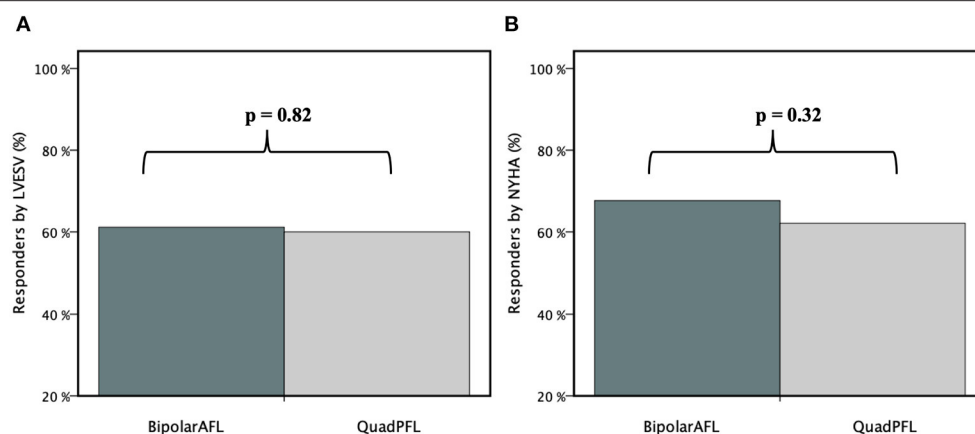 A
Responders by LVESV (%)
100 %
80 %
60 %
40 %
20 %
p = 0.82
BipolarAFL
QuadPFL
B
Responders by NYHA (%)
100 %
80 %
60 %
40 %
20 %
p = 0.32
BipolarAFL
QuadPFL